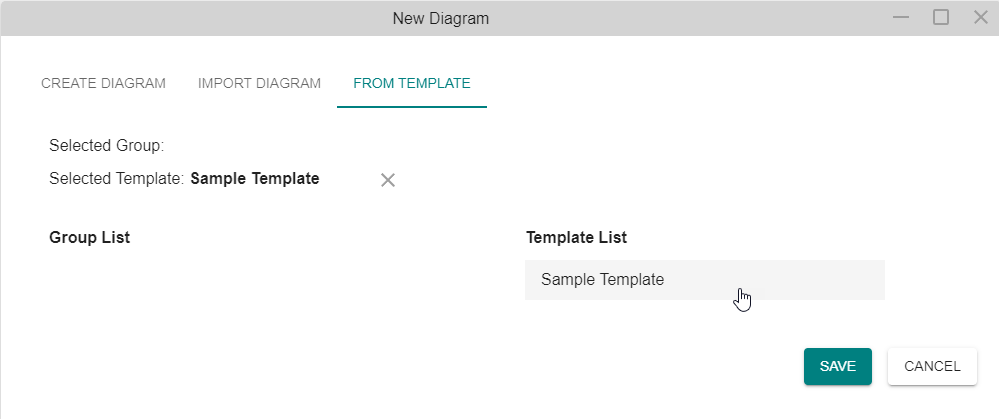 New Diagram
CREATE DIAGRAM IMPORT DIAGRAM FROM TEMPLATE
Selected Group:
Selected Template: Sample Template
Group List Template List
Sample Template
SAVE CANCEL